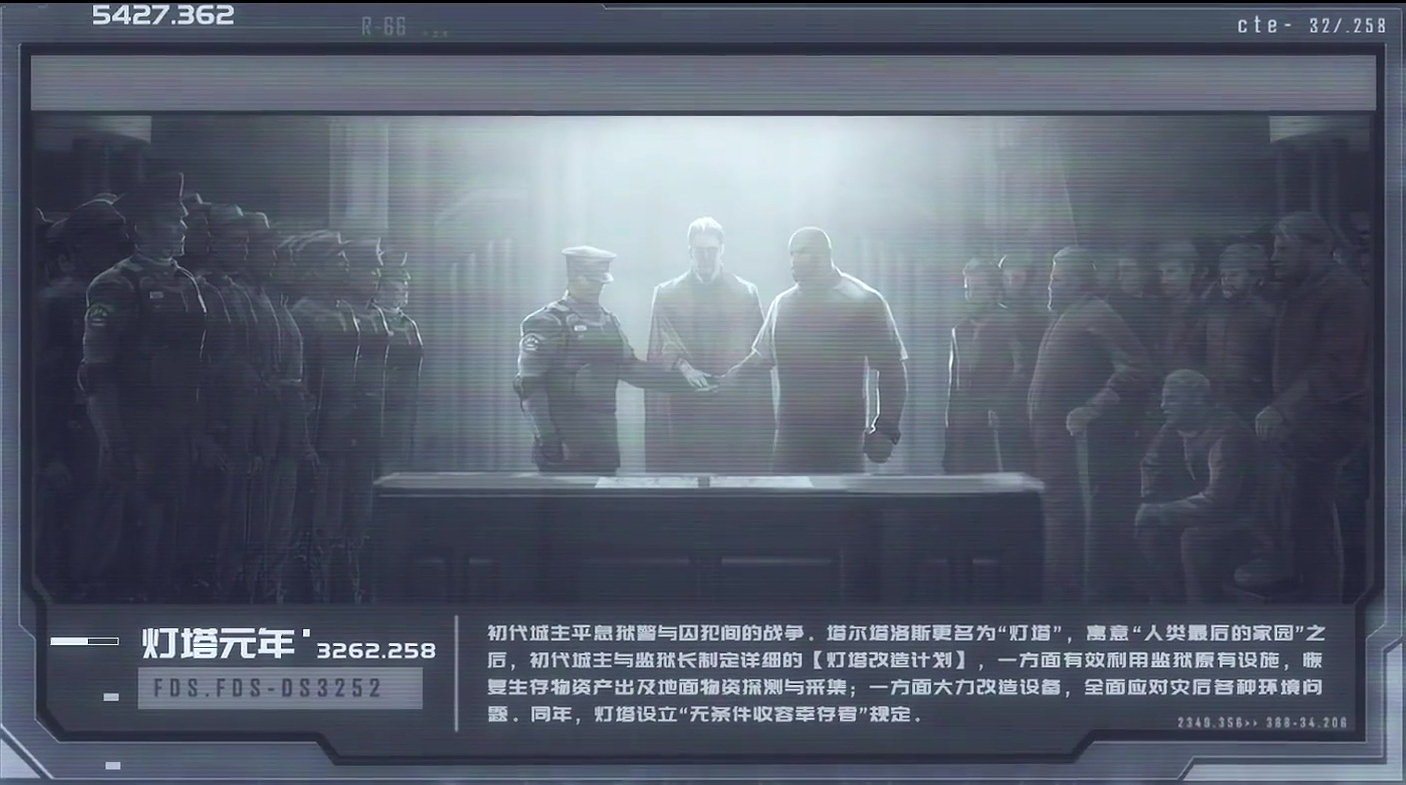 5427.362
R-66
cte- 32/.258
灯塔元年
3262.258
FDS.FDS-DS3252
初代城主平息狱警与囚犯间的战争. 塔尔塔洛斯更名为“灯塔”, 寓意“人类最后的家园”之
后, 初代城主与监狱长制定详细的【灯塔改造计划】, 一方面有效利用监狱原有设施, 恢
复生存物资产出及地面物资探测与采集; 一方面大力改造设备, 全面应对灾后各种环境问
题. 同年, 灯塔设立“无条件收容幸存者”规定.
2340.356>> 388-34.206